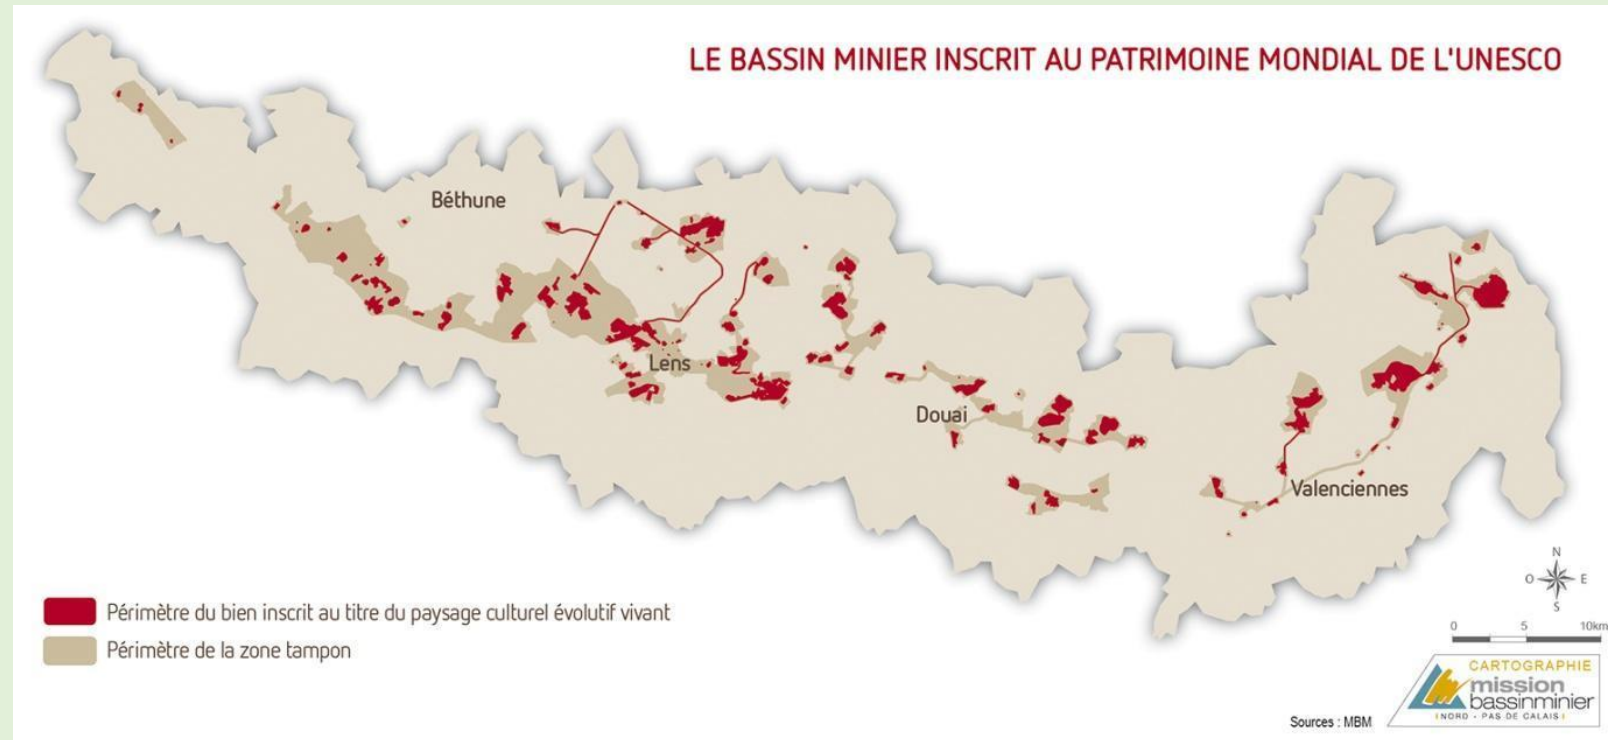 LE BASSIN MINIER INSCRIT AU PATRIMOINE MONDIAL DE L'UNESCO
Béthune
Lens
Douai
Valenciennes
N
O E
S
0 5 10km
Périmètre du bien inscrit au titre du paysage culturel évolutif vivant
Périmètre de la zone tampon
CARTOGRAPHIE
mission
bassinminier
NORD - PAS DE CALAIS
Sources : MBM